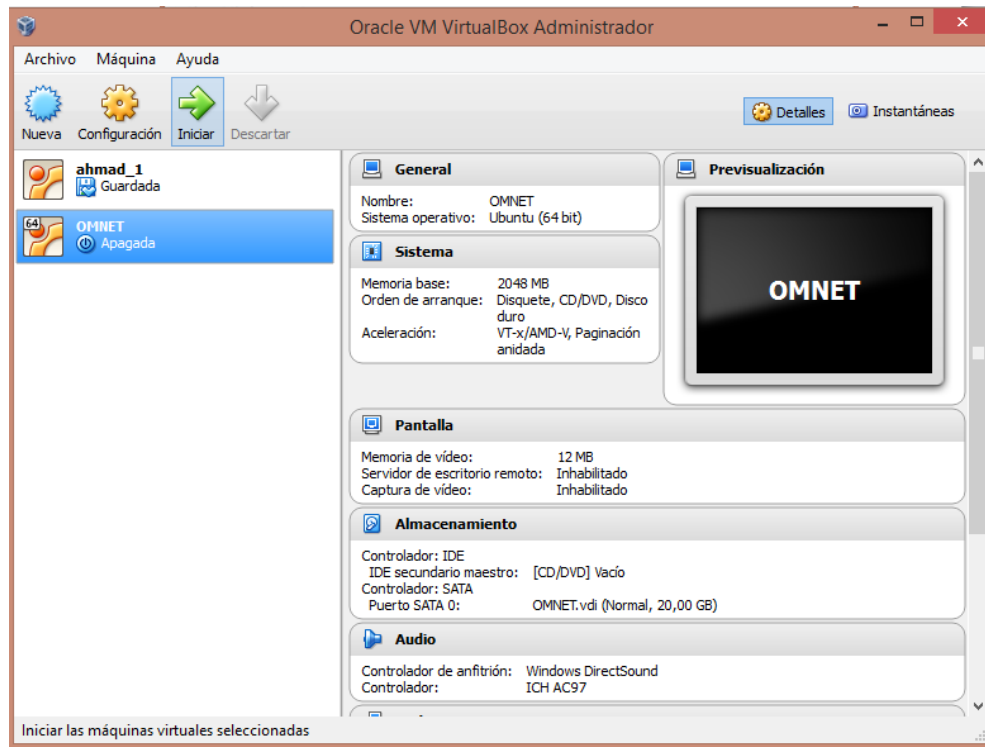 Oracle VM VirtualBox Administrador
Archivo Máquina Ayuda
Nueva Configuración Iniciar Descartar
Detalles Instantáneas
ahmad_1
Guardada
64
OMNET
Apagada
General
Nombre: OMNET
Sistema operativo: Ubuntu (64 bit)
Sistema
Memoria base: 2048 MB
Orden de arranque: Disquete, CD/DVD, Disco
duro
Aceleración: VT-x/AMD-V, Paginación
anidada
Previsualización
OMNET
Pantalla
Memoria de vídeo: 12 MB
Servidor de escritorio remoto: Inhabilitado
Captura de vídeo: Inhabilitado
Almacenamiento
Controlador: IDE
IDE secundario maestro: [CD/DVD] Vacío
Controlador: SATA
Puerto SATA 0: OMNET.vdi (Normal, 20,00 GB)
Audio
Controlador de anfitrión: Windows DirectSound
Controlador: ICH AC97
Iniciar las máquinas virtuales seleccionadas